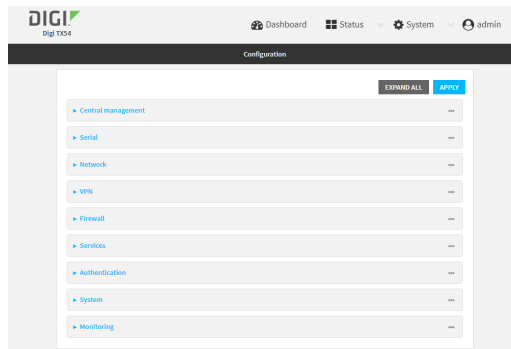 DIGI
Digi TX54
Dashboard Status System admin
Configuration
EXPAND ALL APPLY
Central management
Serial
Network
VPN
Firewall
Services
Authentication
System
Monitoring